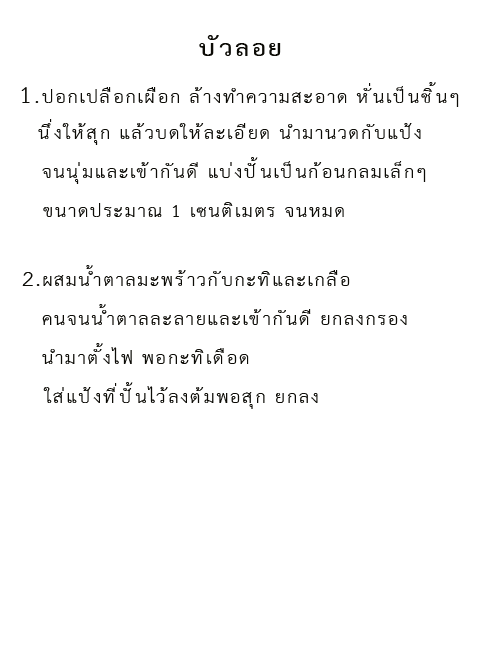 บัวลอย
1.ปอกเปลือกเผือก ล้างทำความสะอาด หั่นเป็นชิ้นๆ
นึ่งให้สุก แล้วบดให้ละเอียด นำมานวดกับแป้ง
จนนุ่มและเข้ากันดี แบ่งปั้นเป็นก้อนกลมเล็กๆ
ขนาดประมาณ 1 เซนติเมตร จนหมด
2.ผสมน้ำตาลมะพร้าวกับกะทิและเกลือ
คนจนน้ำตาลละลายและเข้ากันดี ยกลงกรอง
นำมาตั้งไฟ พอกะทิเดือด
ใส่แป้งที่ปั้นไว้ลงต้มพอสุก ยกลง